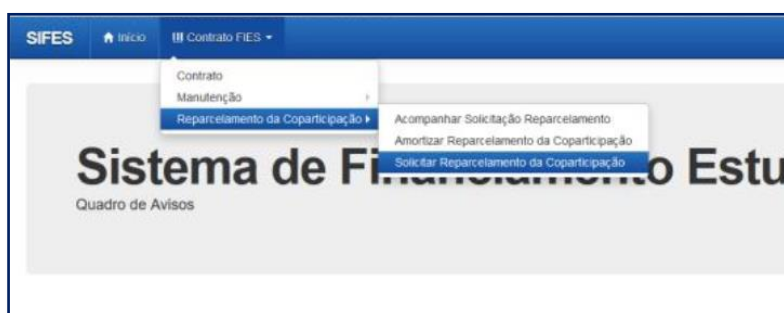 SIFES Início Contrato FIES
Contrato
Manutenção
Reparcelamento da Coparticipação
Acompanhar Solicitação Reparcelamento
Amortizar Reparcelamento da Coparticipação
Solicitar Reparcelamento da Coparticipação
Sistema de
Quadro de Avisos